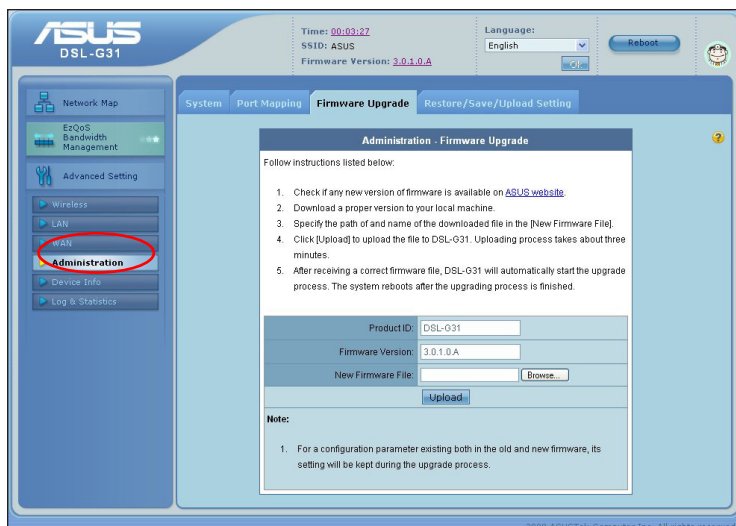 ASUS
DSL-G31
Time: 00:03:27
SSID: ASUS
Firmware Version: 3.0.1.0.A
Language:
English
Ok
Reboot
Network Map
EzQoS
Bandwidth
Management
Advanced Setting
Wireless
LAN
WAN
Administration
Device Info
Log & Statistics
System
Port Mapping
Firmware Upgrade
Restore/Save/Upload Setting
Administration - Firmware Upgrade
Follow instructions listed below:
1. Check if any new version of firmware is available on ASUS website.
2. Download a proper version to your local machine.
3. Specify the path of and name of the downloaded file in the [New Firmware File].
4. Click [Upload] to upload the file to DSL-G31. Uploading process takes about three
minutes.
5. After receiving a correct firmware file, DSL-G31 will automatically start the upgrade
process. The system reboots after the upgrading process is finished.
Product ID: DSL-G31
Firmware Version: 3.0.1.0.A
New Firmware File: Browse...
Upload
Note:
1. For a configuration parameter existing both in the old and new firmware, its
setting will be kept during the upgrade process.
?